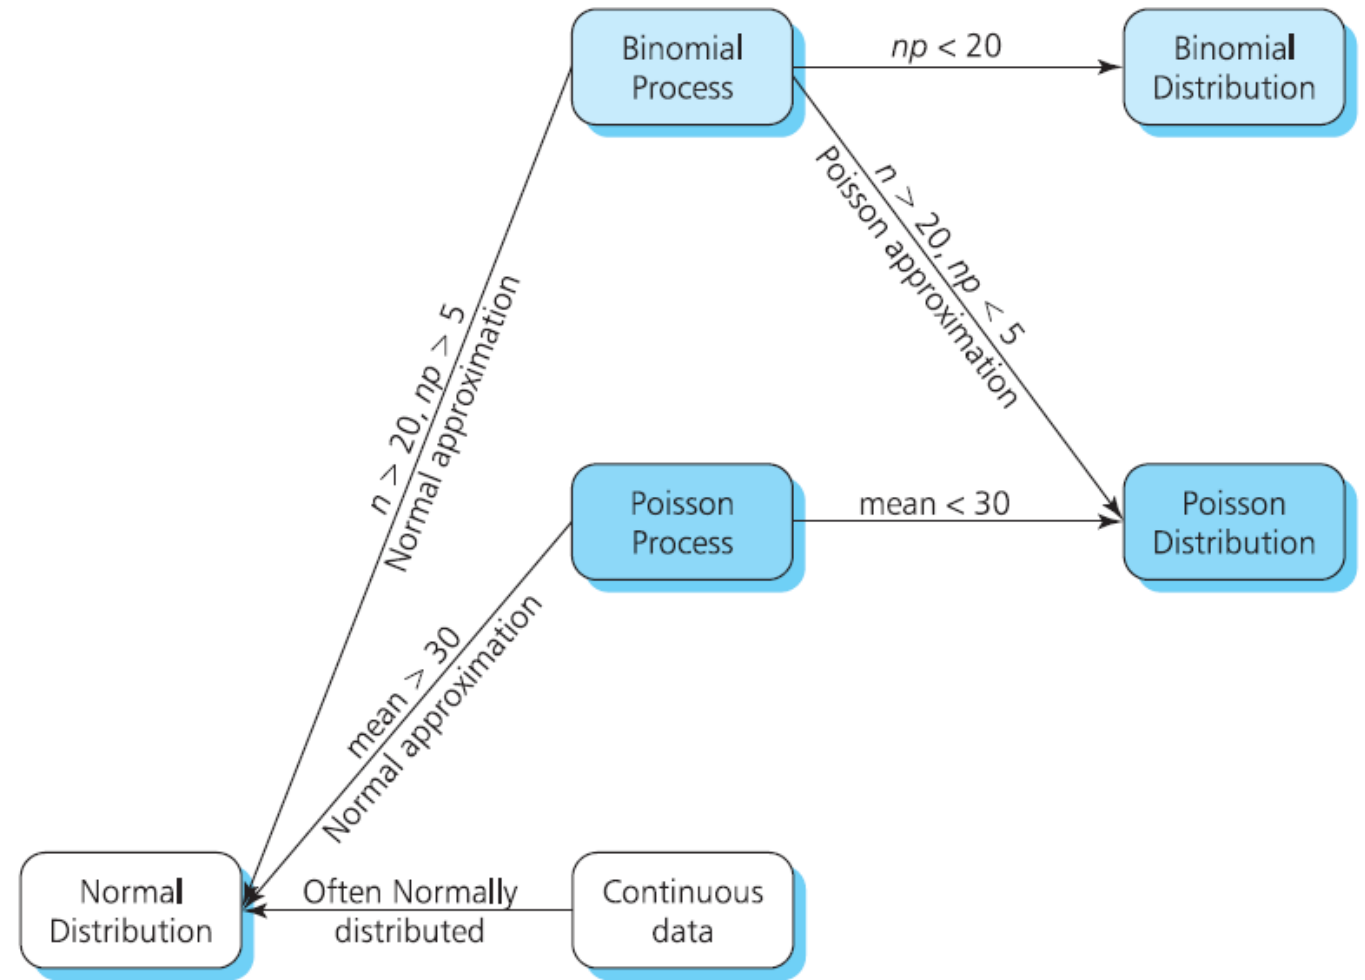 Binomial
Process
np < 20
Binomial
Distribution
n > 20, np < 5
Poisson approximation
n > 20, np > 5
Normal approximation
Poisson
Process
mean < 30
Poisson
Distribution
mean > 30
Normal approximation
Normal
Distribution
Often Normally
distributed
Continuous
data